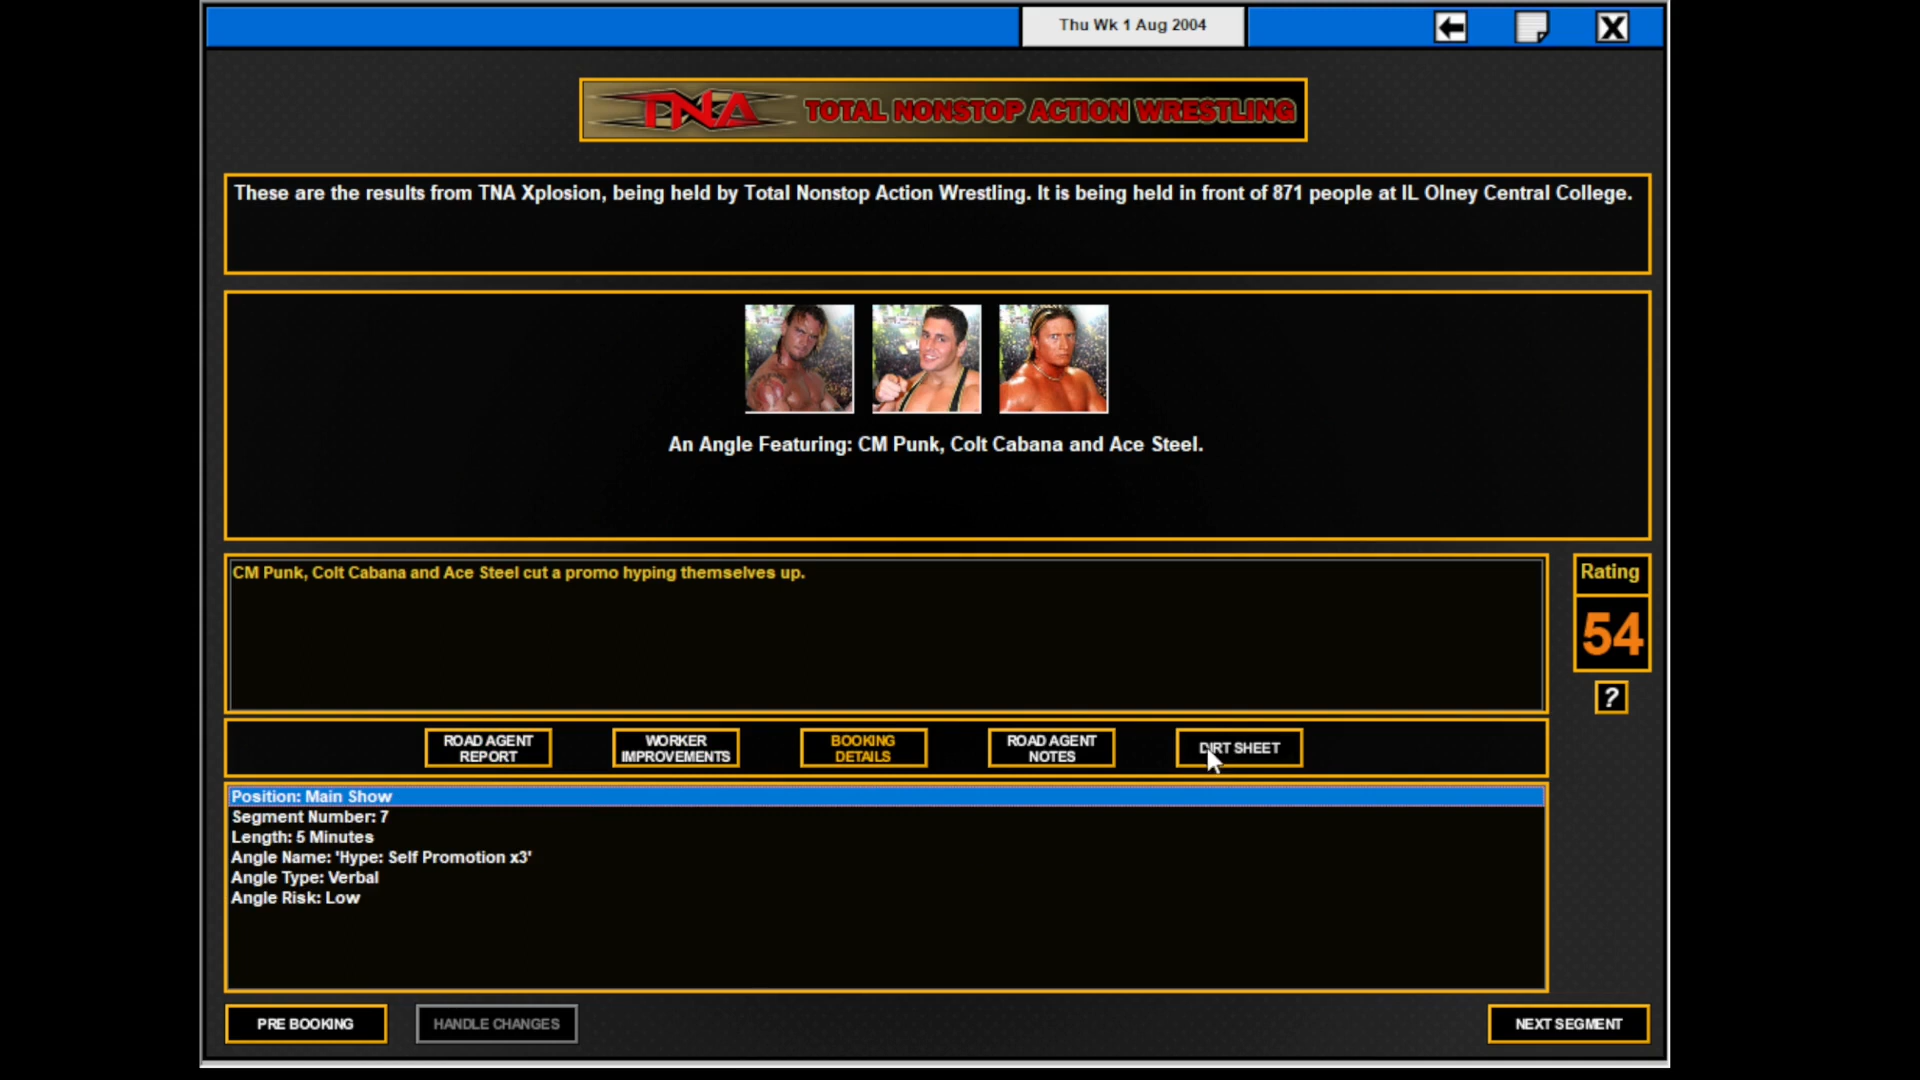 Thu Wk 1 Aug 2004
TNA TOTAL NONSTOP ACTION WRESTLING
These are the results from TNA Xplosion, being held by Total Nonstop Action Wrestling. It is being held in front of 871 people at IL Olney Central College.
An Angle Featuring: CM Punk, Colt Cabana and Ace Steel.
CM Punk, Colt Cabana and Ace Steel cut a promo hyping themselves up.
Rating
54
?
ROAD AGENT
REPORT
WORKER
IMPROVEMENTS
BOOKING
DETAILS
ROAD AGENT
NOTES
DIRT SHEET
Position: Main Show
Segment Number: 7
Length: 5 Minutes
Angle Name: 'Hype: Self Promotion x3'
Angle Type: Verbal
Angle Risk: Low
PRE BOOKING
HANDLE CHANGES
NEXT SEGMENT